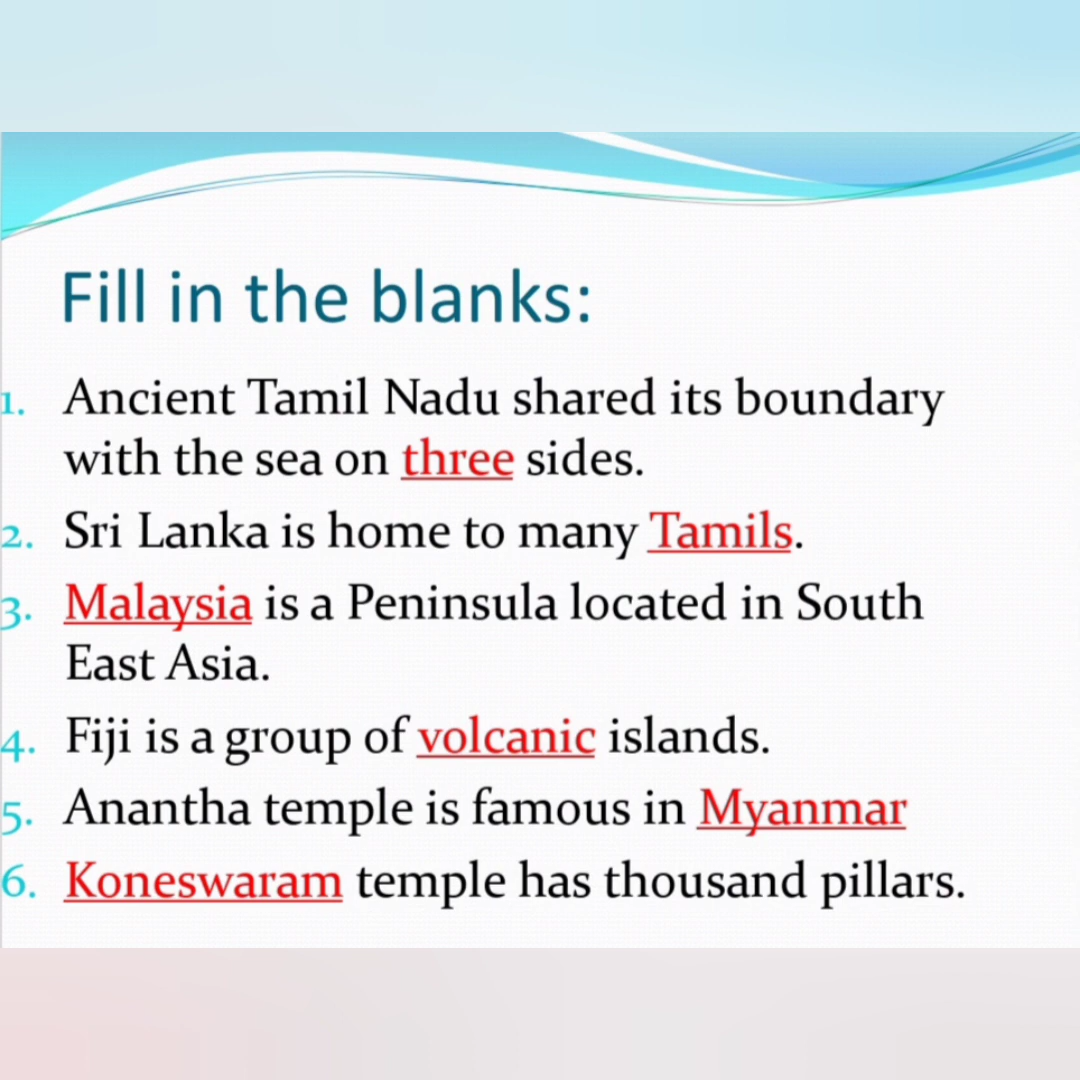 Fill in the blanks:
1. Ancient Tamil Nadu shared its boundary
with the sea on three sides.
2. Sri Lanka is home to many Tamils.
3. Malaysia is a Peninsula located in South
East Asia.
4. Fiji is a group of volcanic islands.
5. Anantha temple is famous in Myanmar
6. Koneswaram temple has thousand pillars.